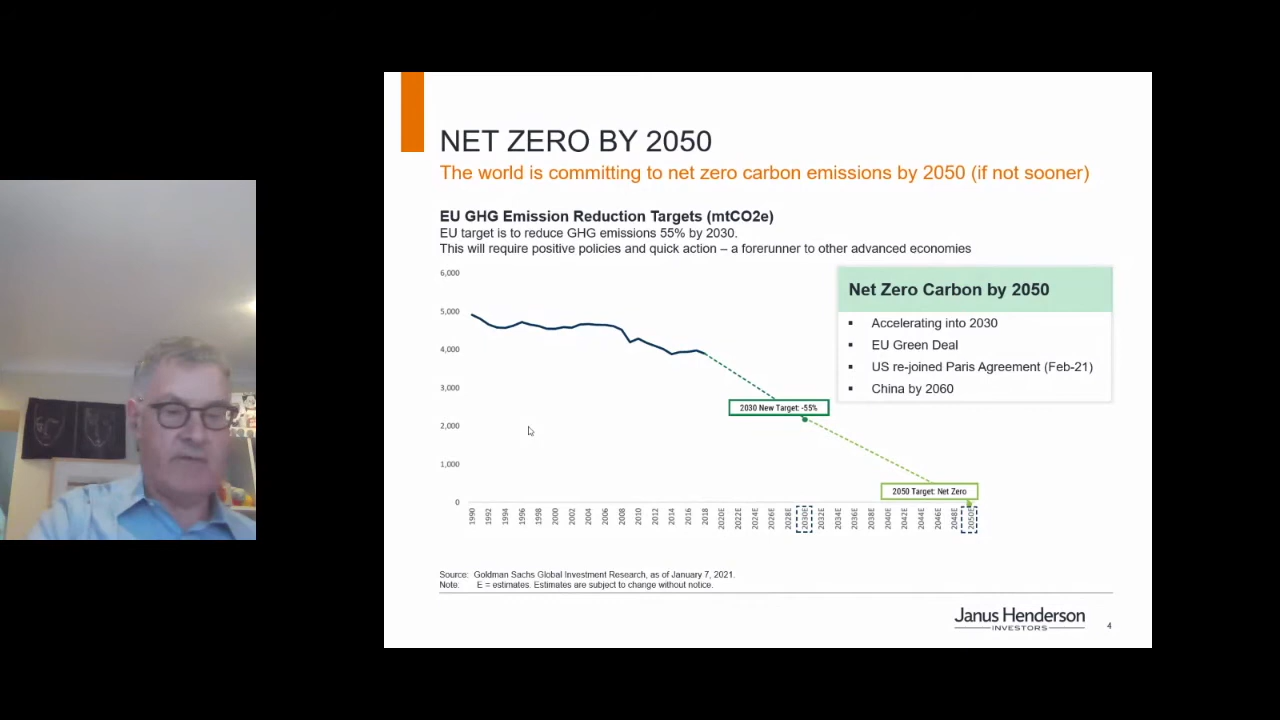 NET ZERO BY 2050
The world is committing to net zero carbon emissions by 2050 (if not sooner)
EU GHG Emission Reduction Targets (mtCO2e)
EU target is to reduce GHG emissions 55% by 2030.
This will require positive policies and quick action – a forerunner to other advanced economies
6,000
5,000
4,000
3,000
2,000
1,000
0
2030 New Target: -55%
2050 Target: Net Zero
1990 1992 1994 1996 1998 2000 2002 2004 2006 2008 2010 2012 2014 2016 2018 2020E 2022E 2024E 2026E 2028E 2030E 2032E 2034E 2036E 2038E 2040E 2042E 2044E 2046E 2048E 2050E
Net Zero Carbon by 2050
▪ Accelerating into 2030
▪ EU Green Deal
▪ US re-joined Paris Agreement (Feb-21)
▪ China by 2060
Source: Goldman Sachs Global Investment Research, as of January 7, 2021.
Note: E = estimates. Estimates are subject to change without notice.
Janus Henderson
INVESTORS
4